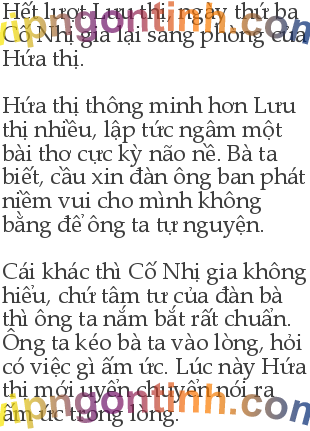 Hết lượt Lưu thị, ngày thứ ba
Cố Nhị gia lại sang phòng của
Hứa thị.
Hứa thị thông minh hơn Lưu
thị nhiều, lập tức ngâm một
bài thơ cực kỳ não nề. Bà ta
biết, cầu xin đàn ông ban phát
niềm vui cho mình không
bằng để ông ta tự nguyện.
Cái khác thì Cố Nhị gia không
hiểu, chứ tâm tư của đàn bà
thì ông ta nắm bắt rất chuẩn.
Ông ta kéo bà ta vào lòng, hỏi
có việc gì ấm ức. Lúc này Hứa
thị mới uyển chuyển nói ra
ấm ức trong lòng.
ripngontinh.com
ripngontinh.com